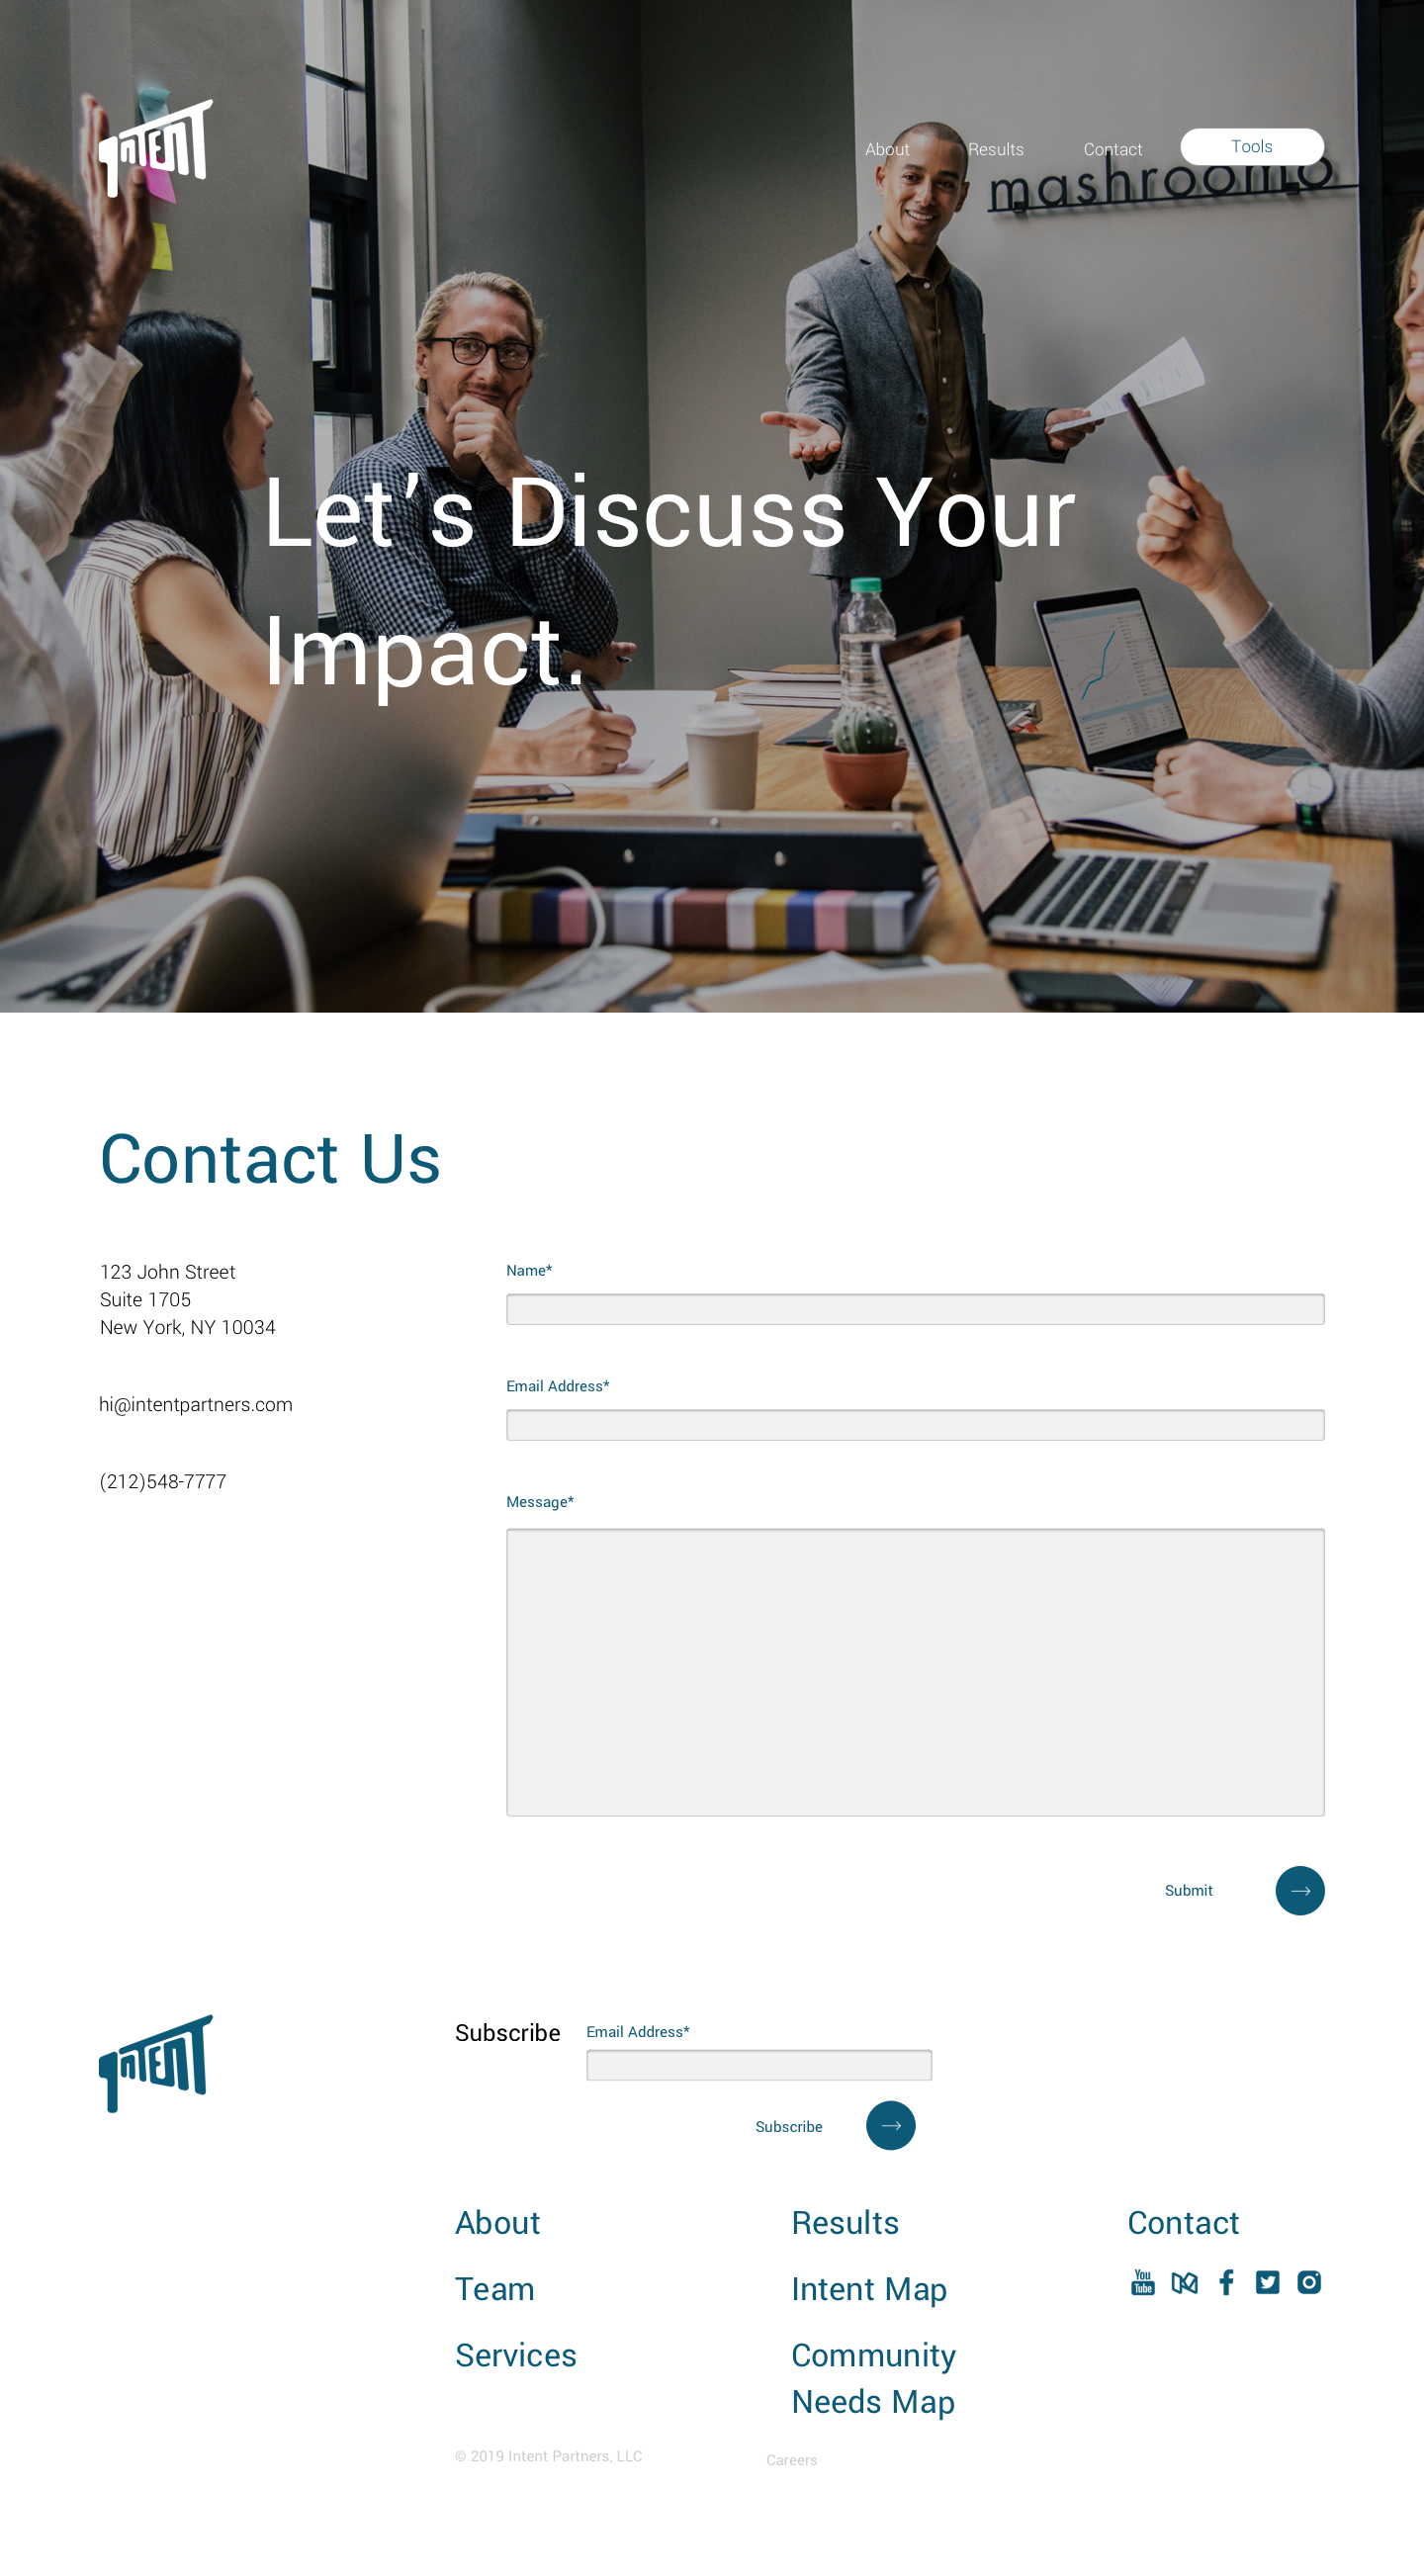 INTENT
About
Results
Contact
Tools
mashroomo
Let’s Discuss Your
Impact.
Contact Us
123 John Street
Suite 1705
New York, NY 10034
hi@intentpartners.com
(212)548-7777
Name*
Email Address*
Message*
Submit
INTENT
Subscribe
Email Address*
Subscribe
About
Results
Contact
Team
Intent Map
You
Tube
Services
Community
Needs Map
© 2019 Intent Partners, LLC
Careers